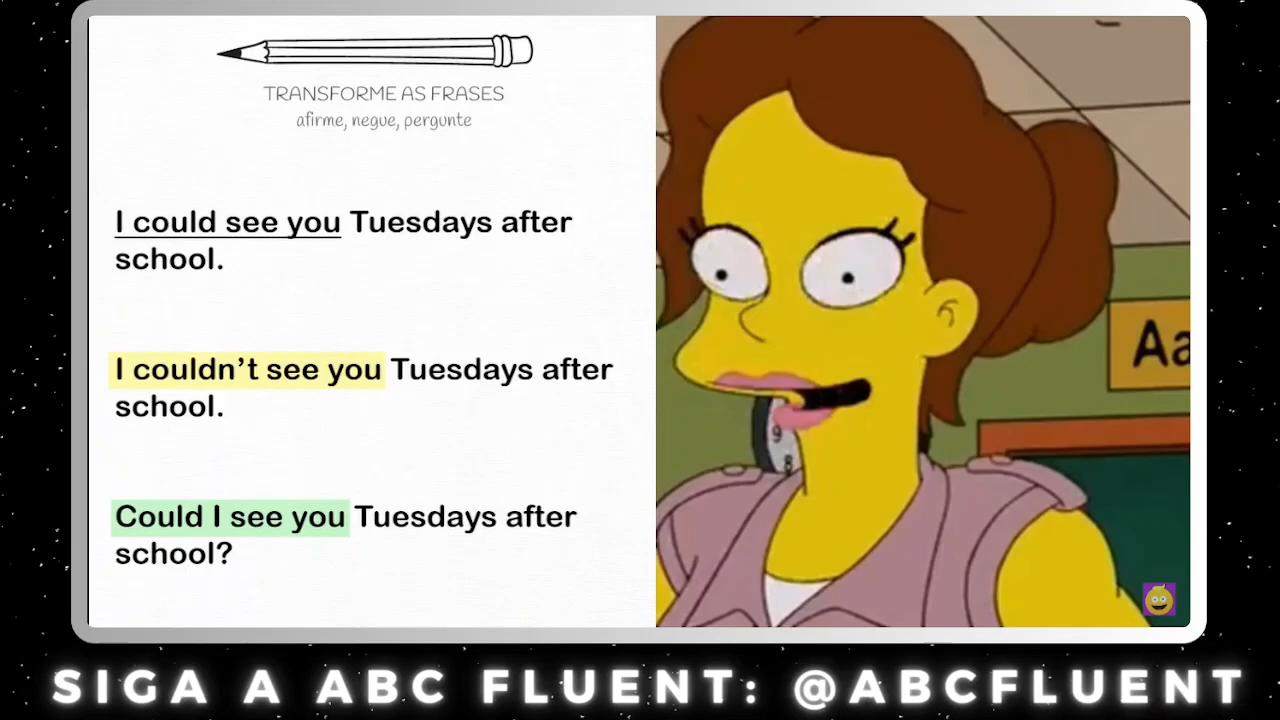 TRANSFORME AS FRASES
afirme, negue, pergunte
I could see you Tuesdays after
school.
I couldn’t see you Tuesdays after
school.
Could I see you Tuesdays after
school?
Aa
SIGA A ABC FLUENT: @ABCFLUENT